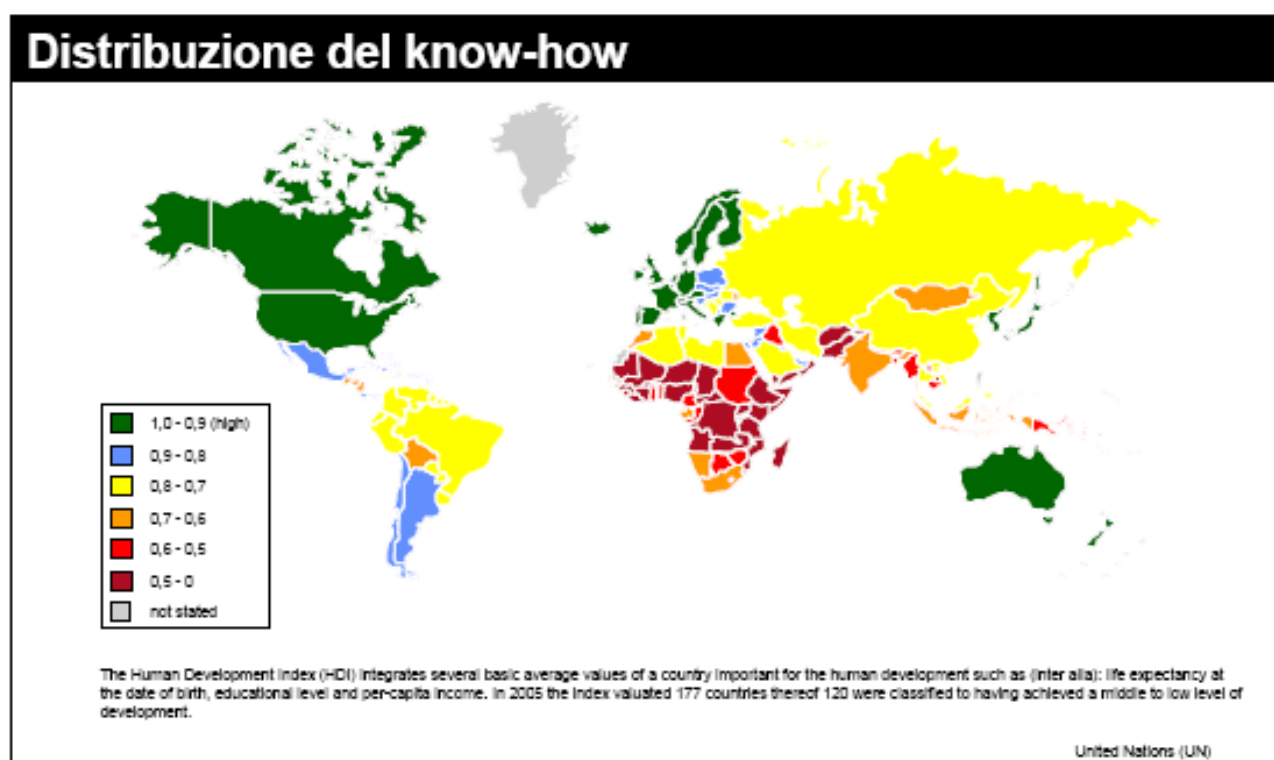 Distribuzione del know-how
1,0 - 0,9 (high)
0,9 - 0,8
0,8 - 0,7
0,7 - 0,6
0,6 - 0,5
0,5 - 0
not stated
The Human Development Index (HDI) integrates several basic average values of a country important for the human development such as (inter alia): life expectancy at
the date of birth, educational level and per-capita income. In 2005 the index valuated 177 countries thereof 120 were classified to having achieved a middle to low level of
development.
United Nations (UN)